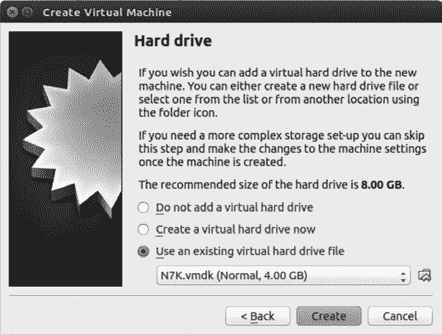 Create Virtual Machine
Hard drive
If you wish you can add a virtual hard drive to the new
machine. You can either create a new hard drive file or
select one from the list or from another location using
the folder icon.
If you need a more complex storage set-up you can skip
this step and make the changes to the machine settings
once the machine is created.
The recommended size of the hard drive is 8.00 GB.
Do not add a virtual hard drive
Create a virtual hard drive now
Use an existing virtual hard drive file
N7K.vmdk (Normal, 4.00 GB)
< Back Create Cancel